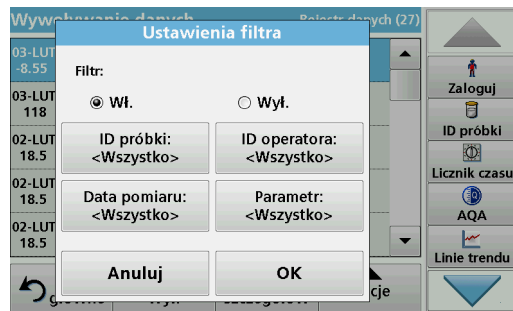 Wywoływanie danych Rejestr danych (27)
Ustawienia filtra
03-LUT
-8.55
03-LUT
118
02-LUT
18.5
02-LUT
18.5
02-LUT
18.5
Filtr:
Wł. Wył.
ID próbki: ID operatora:
<Wszystko> <Wszystko>
Data pomiaru: Parametr:
<Wszystko> <Wszystko>
Anuluj OK
Zaloguj
ID próbki
Licznik czasu
AQA
Linie trendu